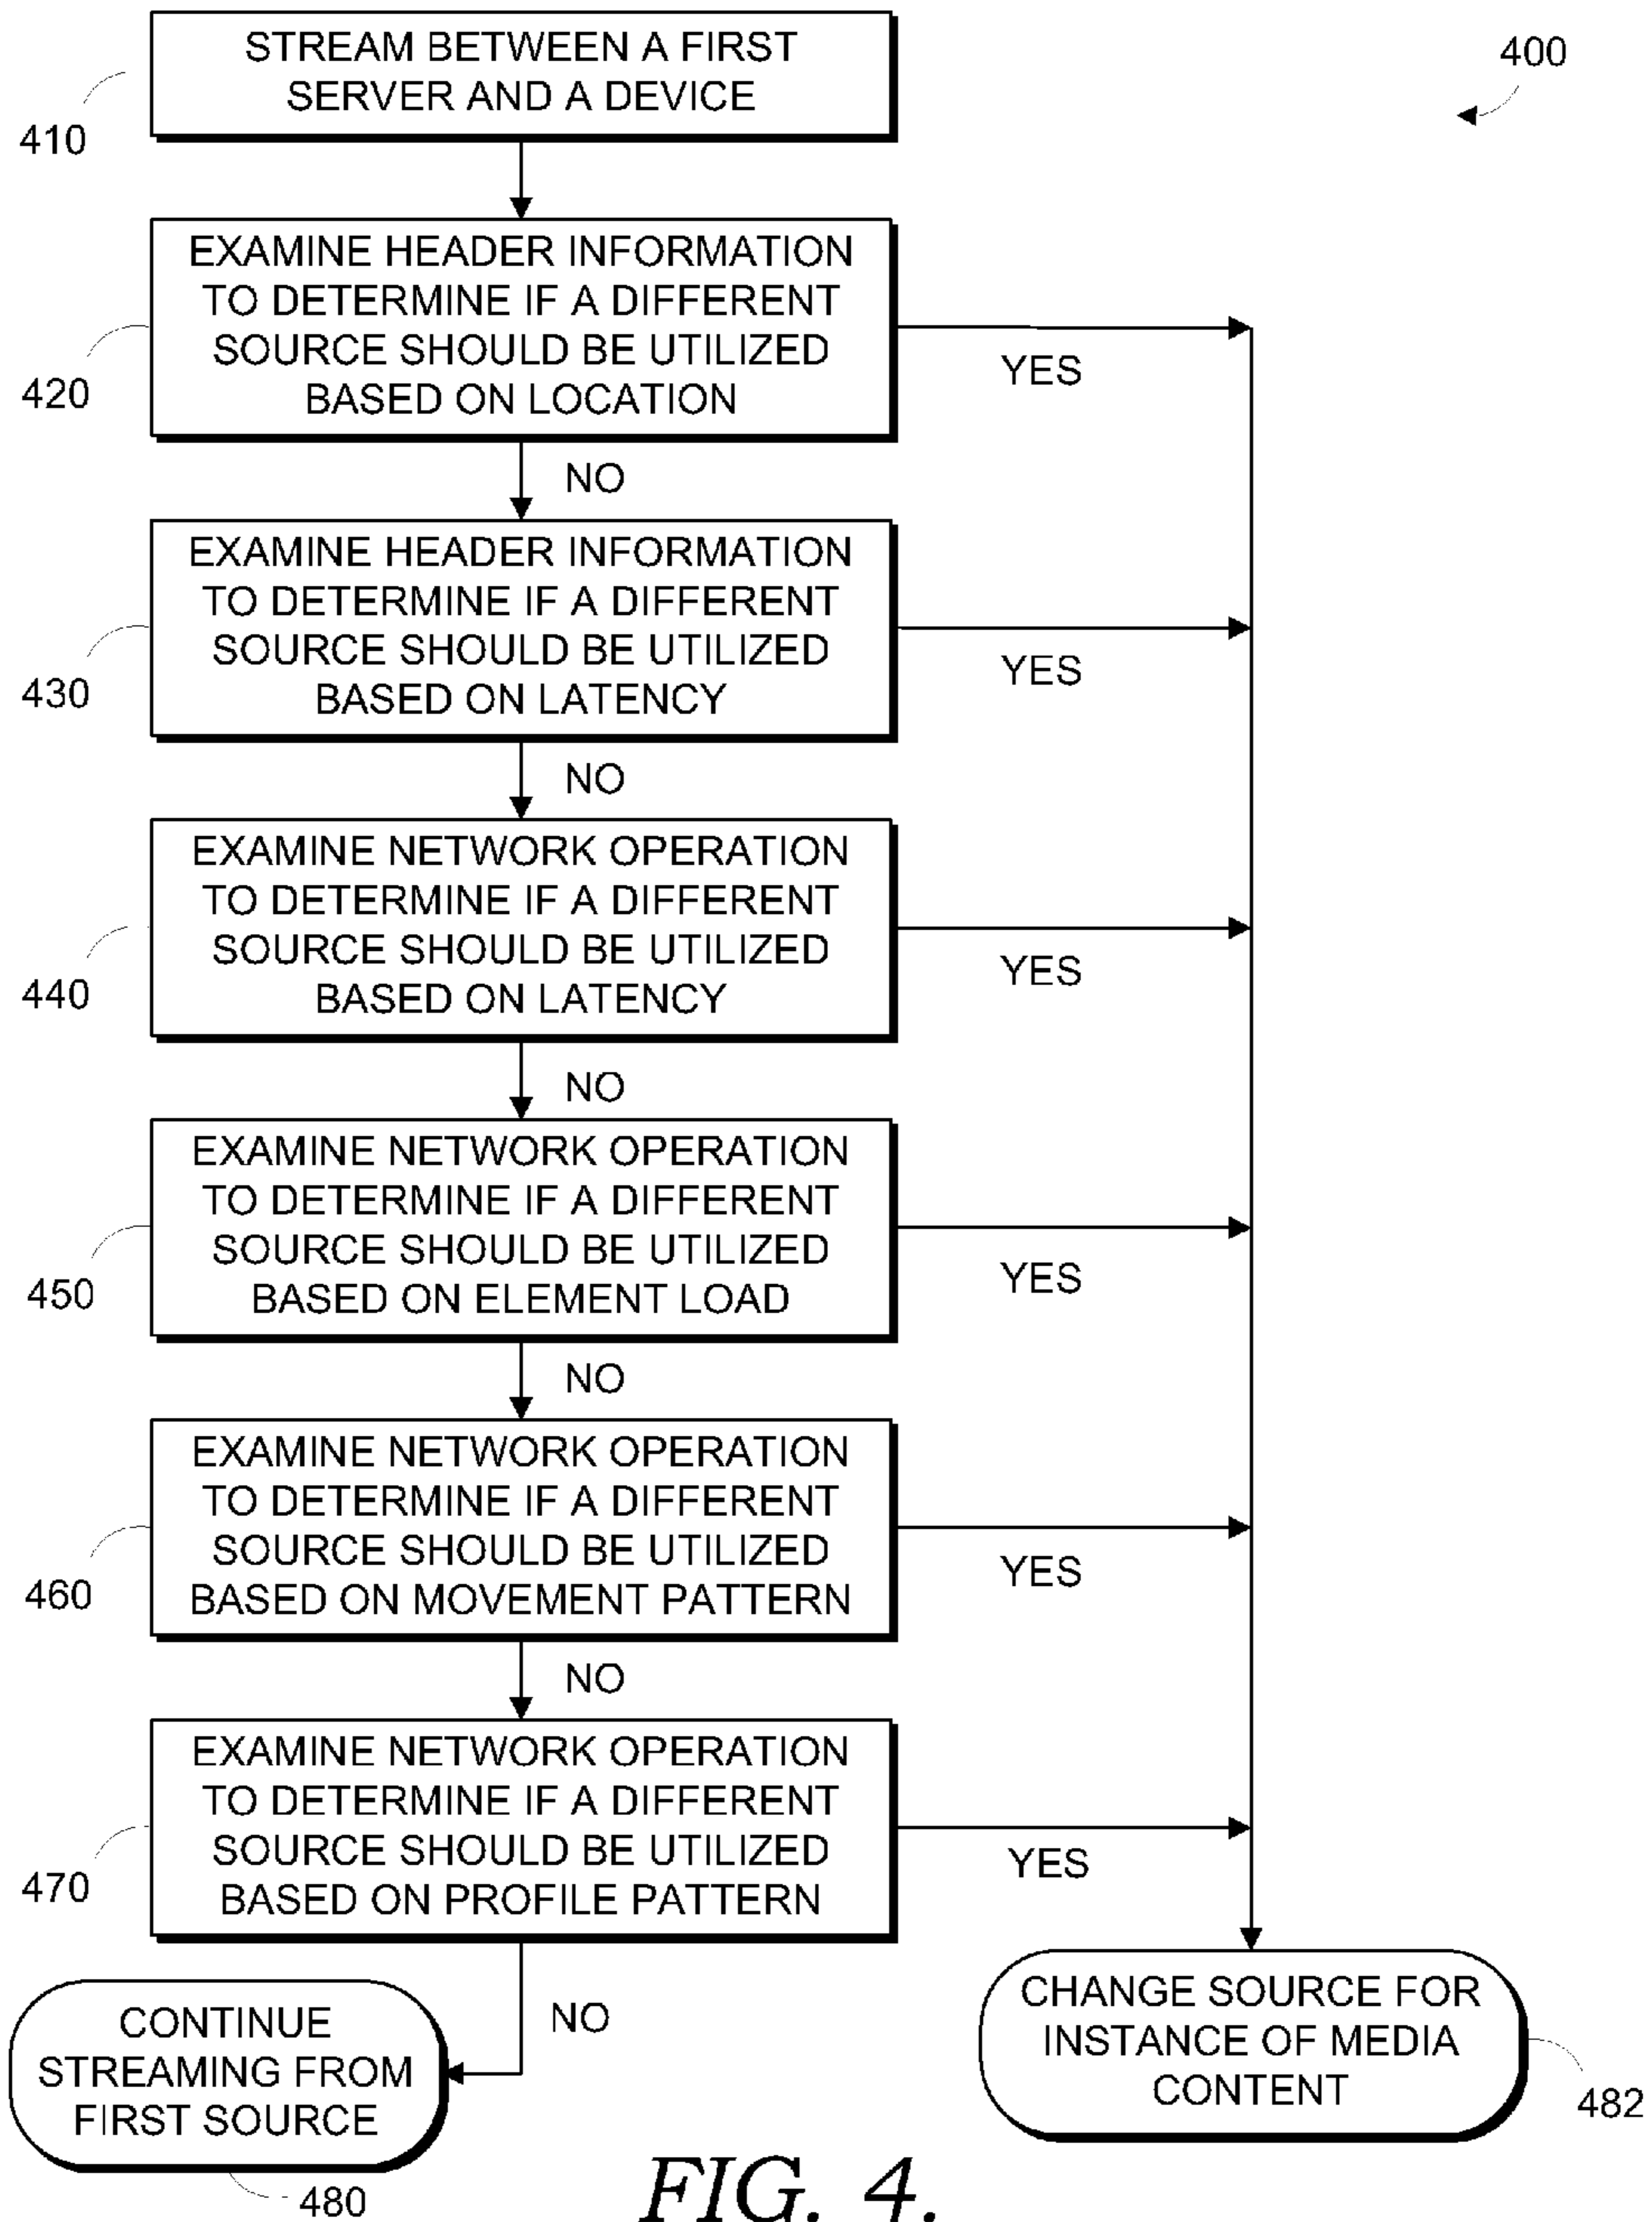 STREAM BETWEEN A FIRST
SERVER AND A DEVICE
400
410
EXAMINE HEADER INFORMATION
TO DETERMINE IF A DIFFERENT
SOURCE SHOULD BE UTILIZED
BASED ON LOCATION
420
YES
NO
EXAMINE HEADER INFORMATION
TO DETERMINE IF A DIFFERENT
SOURCE SHOULD BE UTILIZED
BASED ON LATENCY
430
YES
NO
EXAMINE NETWORK OPERATION
TO DETERMINE IF A DIFFERENT
SOURCE SHOULD BE UTILIZED
BASED ON LATENCY
440
YES
NO
EXAMINE NETWORK OPERATION
TO DETERMINE IF A DIFFERENT
SOURCE SHOULD BE UTILIZED
BASED ON ELEMENT LOAD
450
YES
NO
EXAMINE NETWORK OPERATION
TO DETERMINE IF A DIFFERENT
SOURCE SHOULD BE UTILIZED
BASED ON MOVEMENT PATTERN
460
YES
NO
EXAMINE NETWORK OPERATION
TO DETERMINE IF A DIFFERENT
SOURCE SHOULD BE UTILIZED
BASED ON PROFILE PATTERN
470
YES
NO
CONTINUE
STREAMING FROM
FIRST SOURCE
480
CHANGE SOURCE FOR
INSTANCE OF MEDIA
CONTENT
482
FIG. 4.